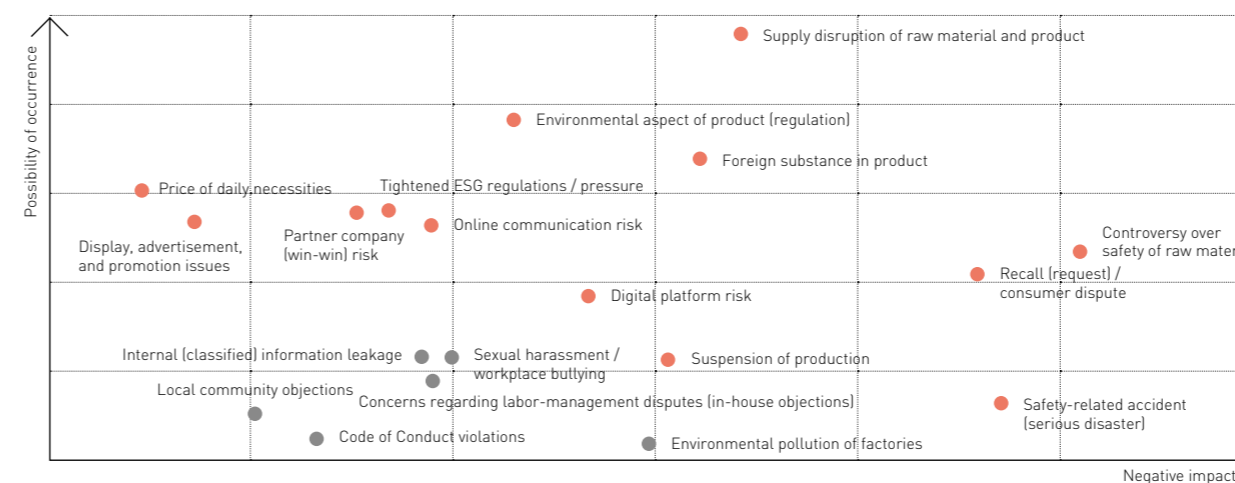 Possibility of occurrence
Supply disruption of raw material and product
Environmental aspect of product (regulation)
Foreign substance in product
Price of daily necessities
Tightened ESG regulations / pressure
Display, advertisement,
and promotion issues
Partner company
(win-win) risk
Online communication risk
Controversy over
safety of raw mater
Recall (request) /
consumer dispute
Digital platform risk
Internal (classified) information leakage
Sexual harassment /
workplace bullying
Suspension of production
Local community objections
Concerns regarding labor-management disputes (in-house objections)
Safety-related accident
(serious disaster)
Code of Conduct violations
Environmental pollution of factories
Negative impact